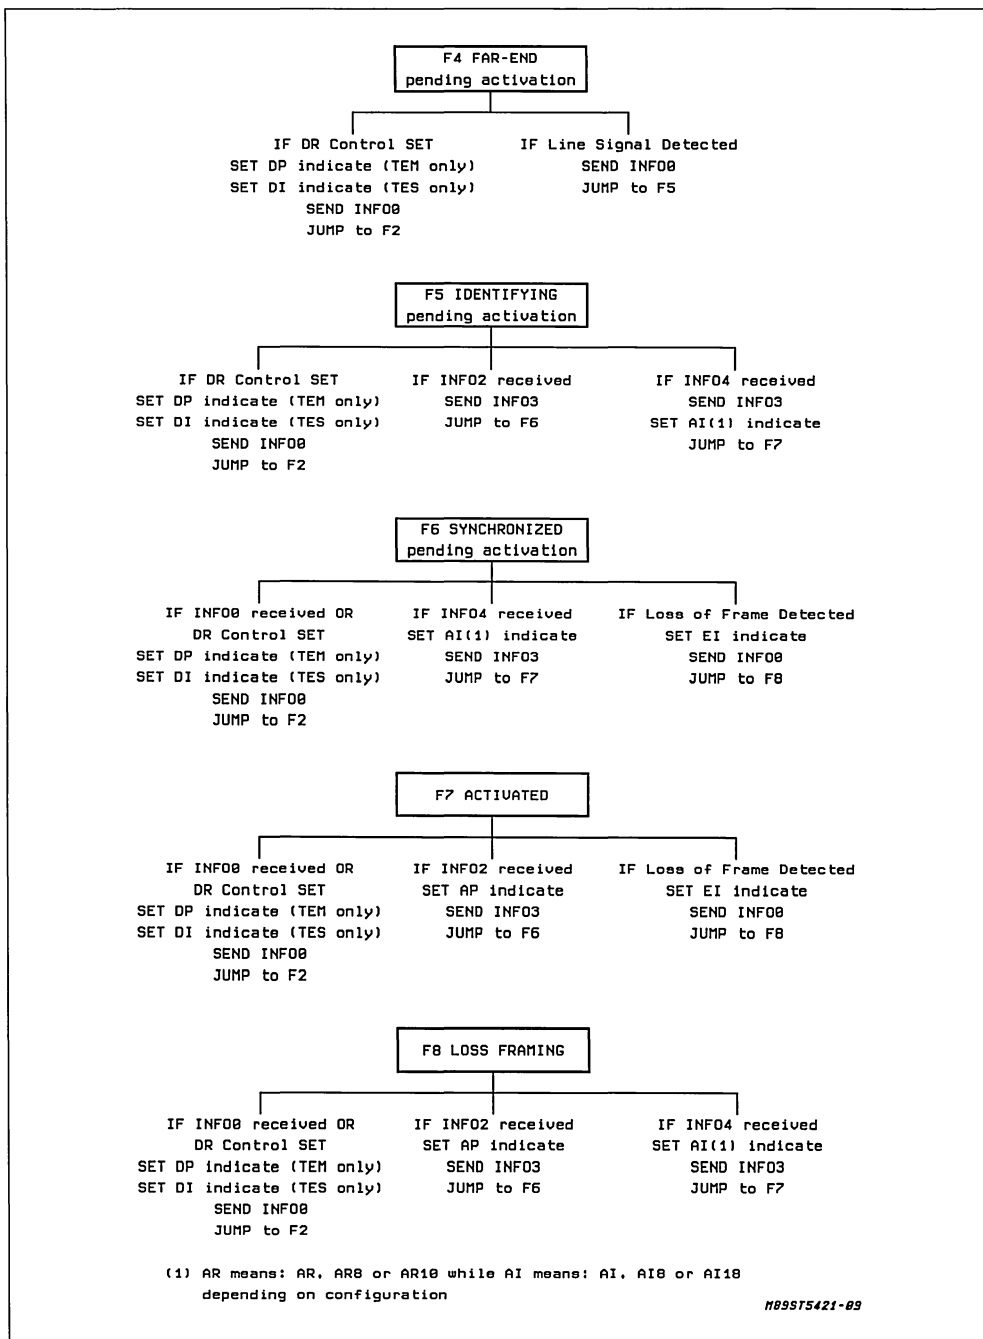 F4 FAR-END
pending activation
IF DR Control SET
SET DP indicate (TEM only)
SET DI indicate (TES only)
SEND INFO0
JUMP to F2
IF Line Signal Detected
SEND INFO0
JUMP to F5
F5 IDENTIFYING
pending activation
IF DR Control SET
SET DP indicate (TEM only)
SET DI indicate (TES only)
SEND INFO0
JUMP to F2
IF INFO2 received
SEND INFO3
JUMP to F6
IF INFO4 received
SEND INFO3
SET AI(1) indicate
JUMP to F7
F6 SYNCHRONIZED
pending activation
IF INFO0 received OR
DR Control SET
SET DP indicate (TEM only)
SET DI indicate (TES only)
SEND INFO0
JUMP to F2
IF INFO4 received
SET AI(1) indicate
SEND INFO3
JUMP to F7
IF Loss of Frame Detected
SET EI indicate
SEND INFO0
JUMP to F8
F7 ACTIVATED
IF INFO0 received OR
DR Control SET
SET DP indicate (TEM only)
SET DI indicate (TES only)
SEND INFO0
JUMP to F2
IF INFO2 received
SET AP indicate
SEND INFO3
JUMP to F6
IF Loss of Frame Detected
SET EI indicate
SEND INFO0
JUMP to F8
F8 LOSS FRAMING
IF INFO0 received OR
DR Control SET
SET DP indicate (TEM only)
SET DI indicate (TES only)
SEND INFO0
JUMP to F2
IF INFO2 received
SET AP indicate
SEND INFO3
JUMP to F6
IF INFO4 received
SET AI(1) indicate
SEND INFO3
JUMP to F7
(1) AR means: AR, AR8 or AR10 while AI means: AI, AI8 or AI18
depending on configuration
M89ST5421-09